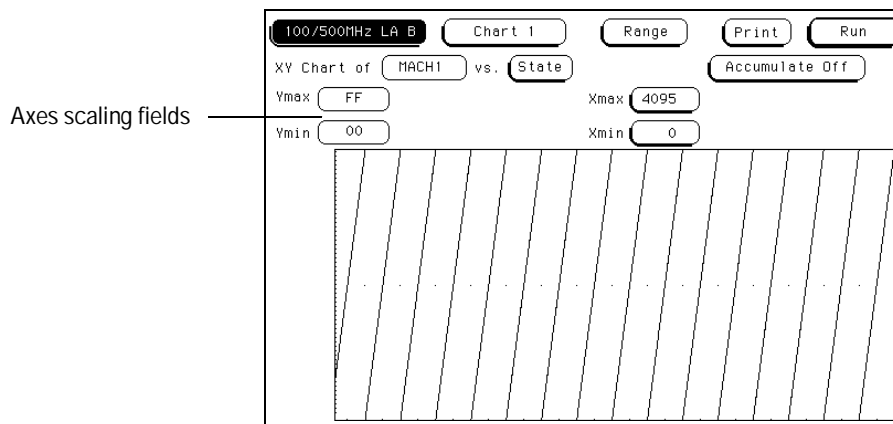 100/500MHz LA B Chart 1 Range Print Run
XY Chart of MACH1 vs. State Accumulate Off
Ymax FF Xmax 4095
Axes scaling fields
Ymin 00 Xmin 0